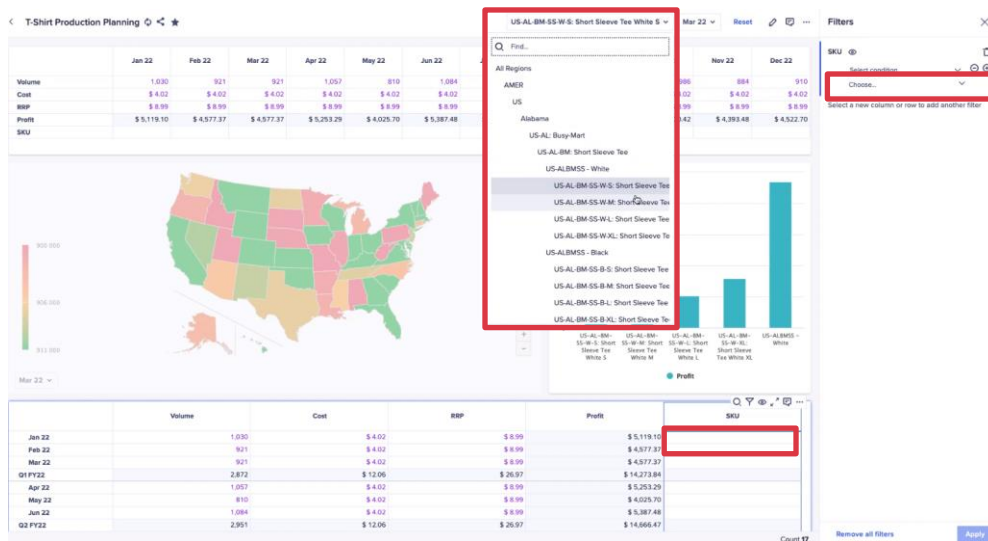 T-Shirt Production Planning
US-AL-BM-SS-W-S: Short Sleeve Tee White S
Mar 22
Reset
Filters
Find...
All Regions
AMER
US
Alabama
US-AL: Busy-Mart
US-AL-BM: Short Sleeve Tee
US-ALBMSS - White
US-AL-BM-SS-W-S: Short Sleeve Tee
US-AL-BM-SS-W-M: Short Sleeve Tee
US-AL-BM-SS-W-L: Short Sleeve Tee
US-AL-BM-SS-W-XL: Short Sleeve Te
US-ALBMSS - Black
US-AL-BM-SS-B-S: Short Sleeve Tee
US-AL-BM-SS-B-M: Short Sleeve Tee
US-AL-BM-SS-B-L: Short Sleeve Tee
US-AL-BM-SS-B-XL: Short Sleeve Te
SKU
Select condition
Choose...
Select a new column or row to add another filter
Jan 22 Feb 22 Mar 22 Apr 22 May 22 Jun 22 Nov 22 Dec 22
Volume 1,030 921 921 1,057 810 1,084 986 884 910
Cost $ 4.02 $ 4.02 $ 4.02 $ 4.02 $ 4.02 $ 4.02 $ 4.02 $ 4.02
RRP $ 8.99 $ 8.99 $ 8.99 $ 8.99 $ 8.99 $ 8.99 $ 8.99 $ 8.99
Profit $ 5,119.10 $ 4,577.37 $ 4,577.37 $ 5,253.29 $ 4,025.70 $ 5,387.48 $ 4,393.48 $ 4,522.70
SKU
Mar 22
US-AL-BM-SS-W-S: Short Sleeve Tee White S
US-AL-BM-SS-W-M: Short Sleeve Tee White M
US-AL-BM-SS-W-L: Short Sleeve Tee White L
US-AL-BM-SS-W-XL: Short Sleeve Tee White XL
US-ALBMSS - White
Profit
Volume Cost RRP Profit SKU
Jan 22 1,030 $ 4.02 $ 8.99 $ 5,119.10
Feb 22 921 $ 4.02 $ 8.99 $ 4,577.37
Mar 22 921 $ 4.02 $ 8.99 $ 4,577.37
Q1 FY22 2,872 $ 12.06 $ 26.97 $ 14,273.84
Apr 22 1,057 $ 4.02 $ 8.99 $ 5,253.29
May 22 810 $ 4.02 $ 8.99 $ 4,025.70
Jun 22 1,084 $ 4.02 $ 8.99 $ 5,387.48
Q2 FY22 2,951 $ 12.06 $ 26.97 $ 14,666.47
Count 17
Remove all filters
Apply